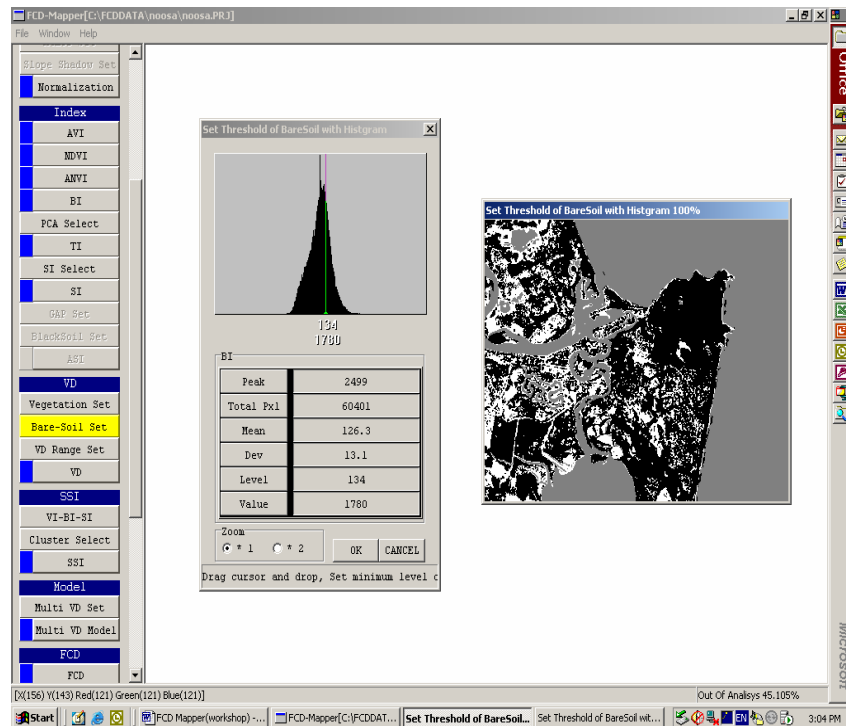 FCD-Mapper[C:\FCDDATA\noosa\noosa.PRJ]
File Window Help
Slope Shadow Set
Normalization
Index
AVI
NDVI
ANVI
BI
PCA Select
TI
SI Select
SI
GAP Set
BlackSoil Set
ASI
VD
Vegetation Set
Bare-Soil Set
VD Range Set
VD
SSI
VI-BI-SI
Cluster Select
SSI
Model
Multi VD Set
Multi VD Model
FCD
FCD
Set Threshold of BareSoil with Histgram
134
1780
BI
Peak 2499
Total Pxl 60401
Mean 126.3
Dev 13.1
Level 134
Value 1780
Zoom
* 1 * 2 OK CANCEL
Drag cursor and drop, Set minimum level c
Set Threshold of BareSoil with Histgram 100%
Office
Microsoft
[X(156) Y(143) Red(121) Green(121) Blue(121)] Out Of Analisys 45.105%
Start FCD Mapper(workshop) -... FCD-Mapper[C:\FCDDAT... Set Threshold of BareSoil... Set Threshold of BareSoil wit... EN 3:04 PM